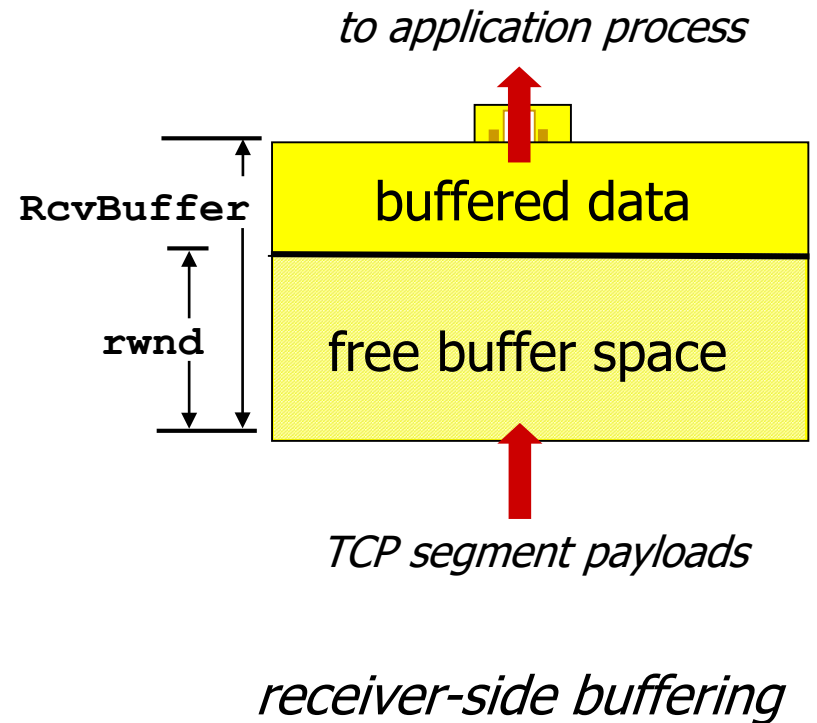 to application process
RcvBuffer
buffered data
rwnd
free buffer space
TCP segment payloads
receiver-side buffering